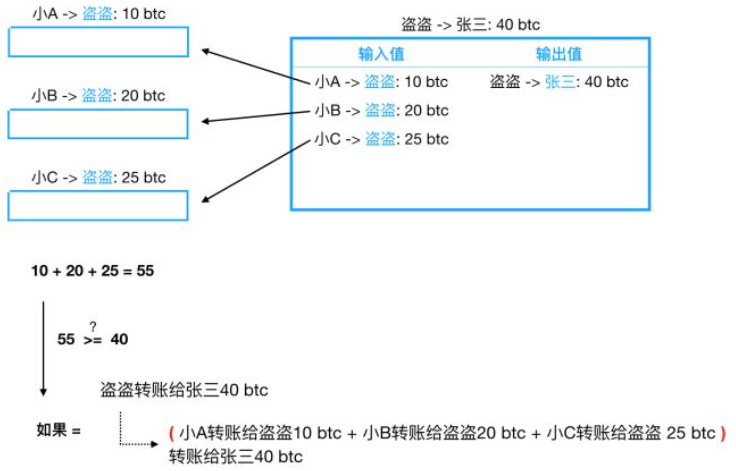 小A -> 盗盗: 10 btc
小B -> 盗盗: 20 btc
小C -> 盗盗: 25 btc
盗盗 -> 张三: 40 btc
输入值 输出值
小A -> 盗盗: 10 btc 盗盗 -> 张三: 40 btc
小B -> 盗盗: 20 btc
小C -> 盗盗: 25 btc
10 + 20 + 25 = 55
?
55 >= 40
盗盗转账给张三40 btc
如果 =
( 小A转账给盗盗10 btc + 小B转账给盗盗20 btc + 小C转账给盗盗 25 btc )
转账给张三40 btc